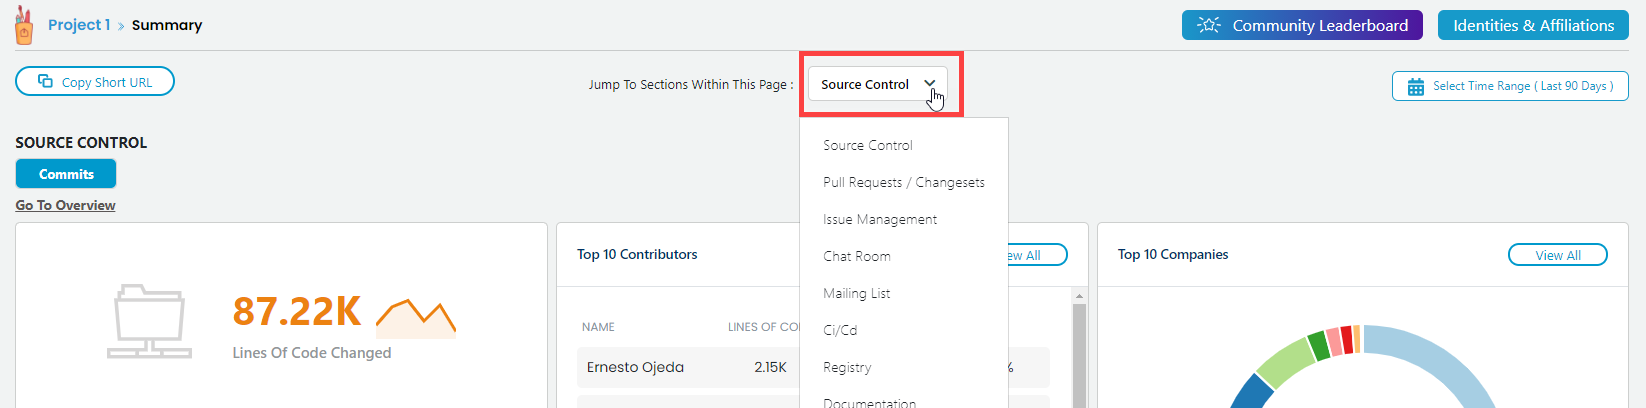 Project 1 » Summary
Community Leaderboard
Identities & Affiliations
Copy Short URL
Jump To Sections Within This Page :
Source Control
Select Time Range ( Last 90 Days )
SOURCE CONTROL
Commits
Go To Overview
Source Control
Pull Requests / Changesets
Issue Management
Chat Room
Mailing List
Ci/Cd
Registry
Documentation
87.22K
Lines Of Code Changed
Top 10 Contributors
All
NAME
LINES OF
Ernesto Ojeda 2.15K %
Top 10 Companies
View All